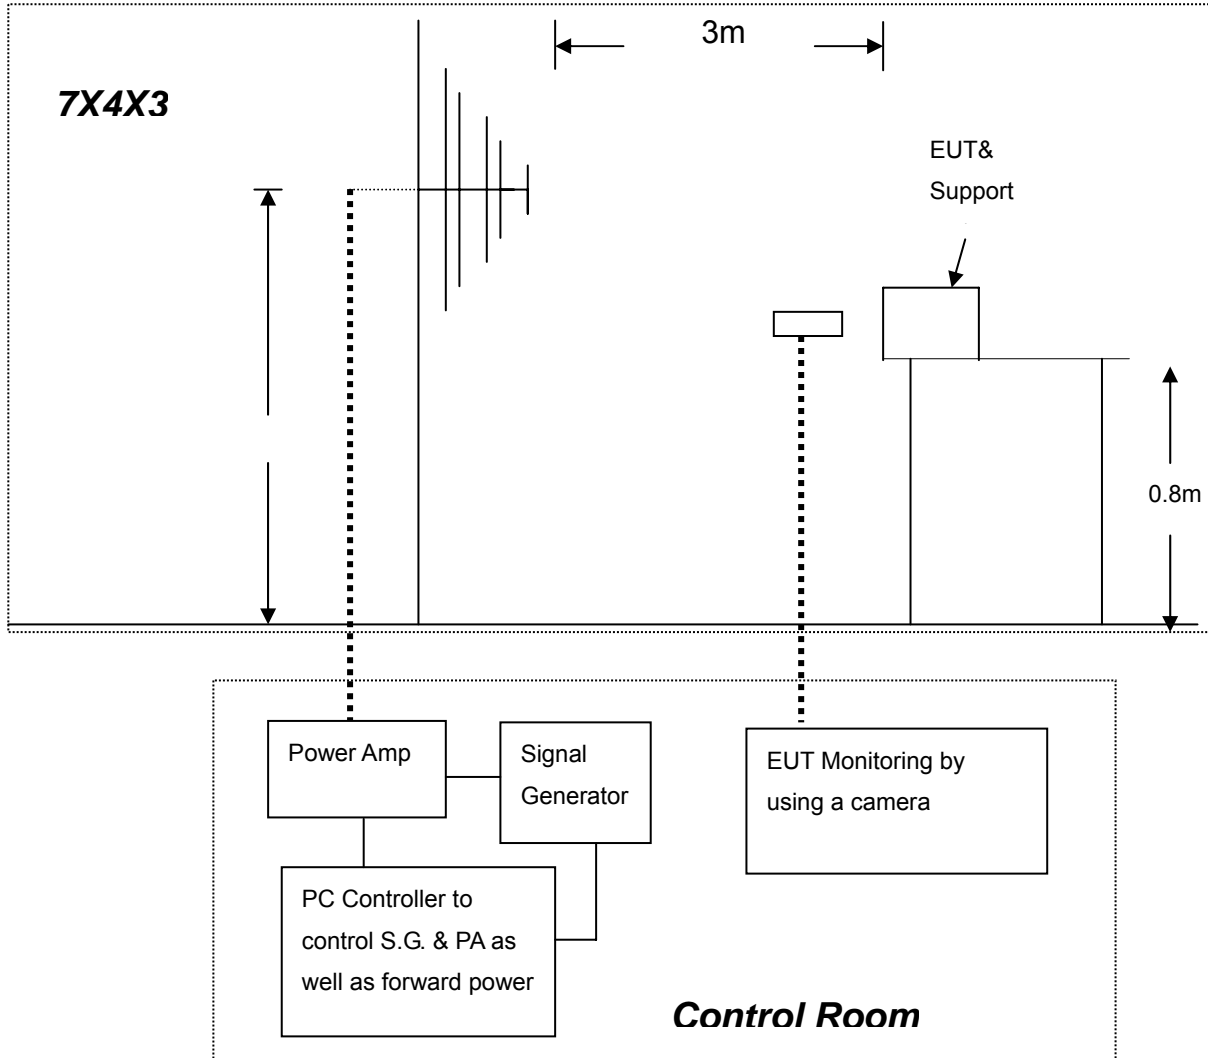 3m
7X4X3
EUT&
Support
0.8m
Power Amp
Signal
Generator
EUT Monitoring by
using a camera
PC Controller to
control S.G. & PA as
well as forward power
Control Room